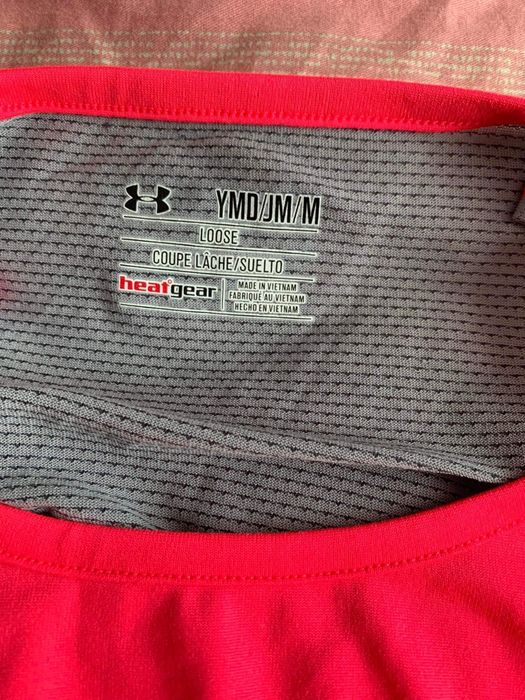 YMD/JM/M
LOOSE
COUPE LÂCHE/SUELTO
heatgear
MADE IN VIETNAM
FABRIQUÉ AU VIETNAM
HECHO EN VIETNAM